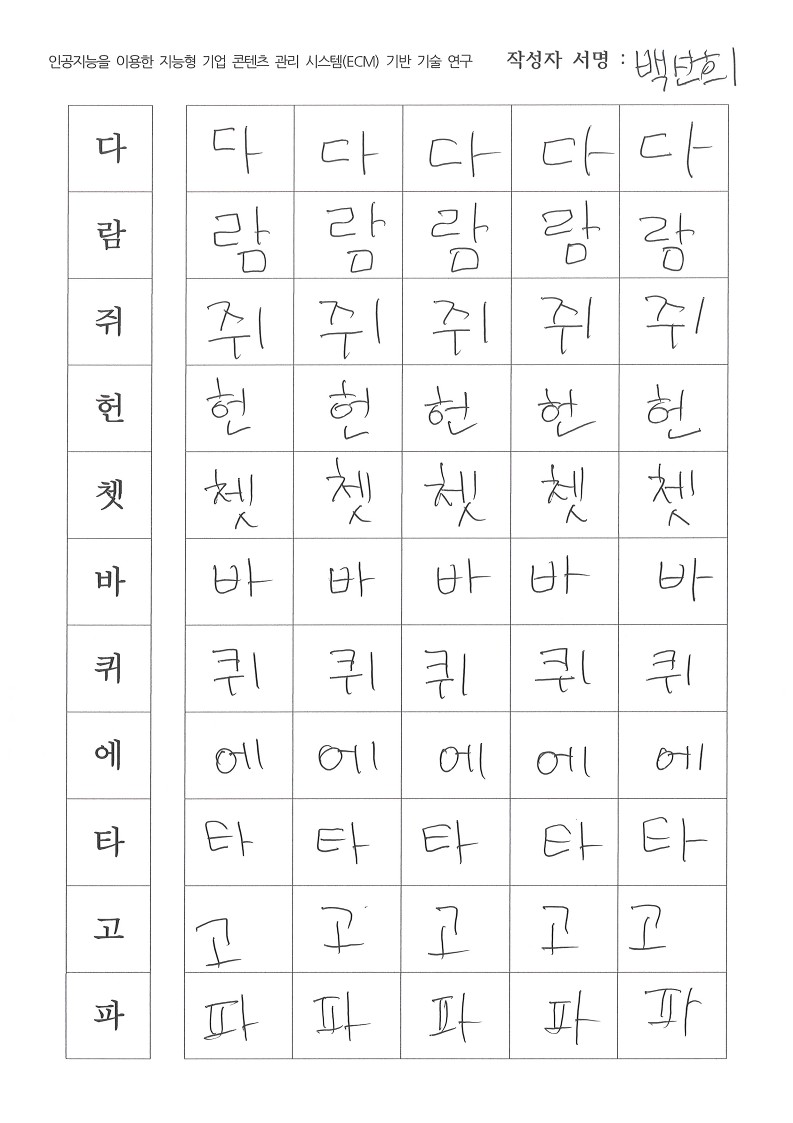 인공지능을 이용한 지능형 기업 콘텐츠 관리 시스템(ECM) 기반 기술 연구 작성자 서명 :
다 다 다 다 다 다
람 람 람 람 람 람
쥐 쥐 쥐 쥐 쥐 쥐
헌 헌 헌 헌 헌 헌
쳇 쳇 쳇 쳇 쳇 쳇
바 바 바 바 바 바
퀴 퀴 퀴 퀴 퀴 퀴
에 에 에 에 에 에
타 타 타 타 타 타
고 고 고 고 고 고
파 파 파 파 파 파